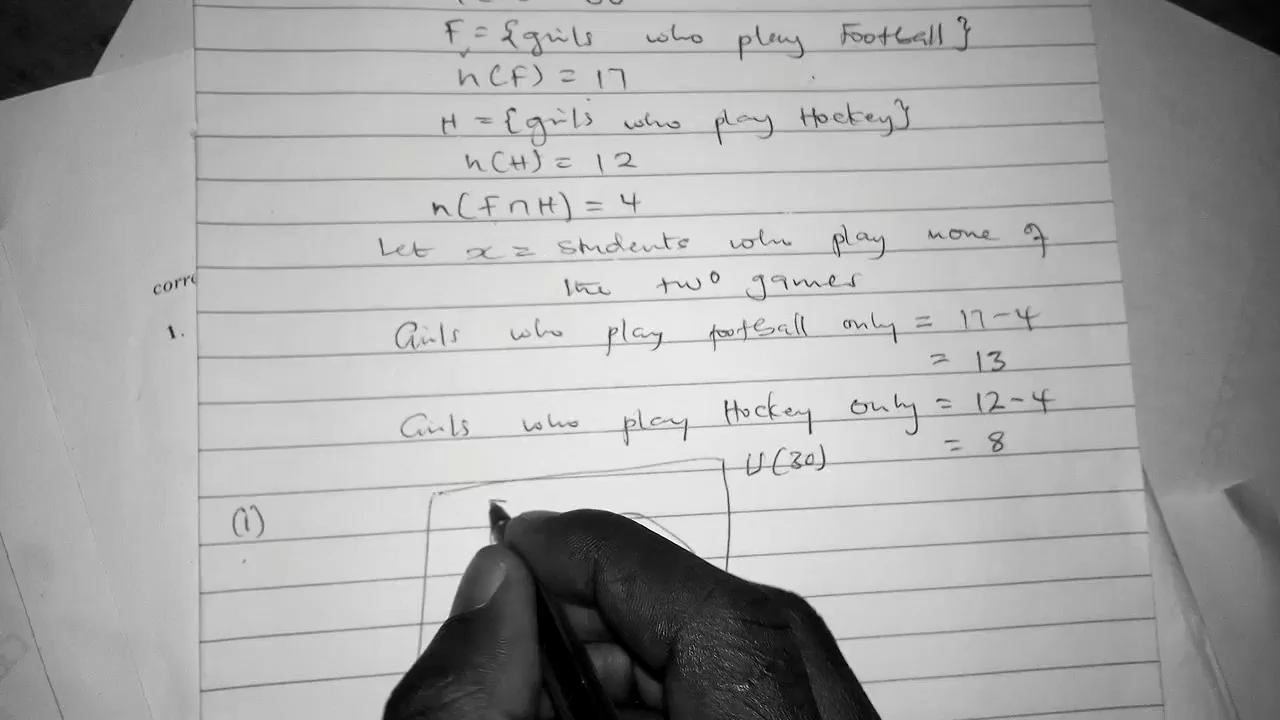 F = {girls who play Football}
n(F) = 17
H = {girls who play Hockey}
n(H) = 12
n(F∩H) = 4
Let x = students who play none of
the two games
corre
1.
Girls who play football only = 17-4
= 13
Girls who play Hockey only = 12-4
= 8
U(30)
(i)